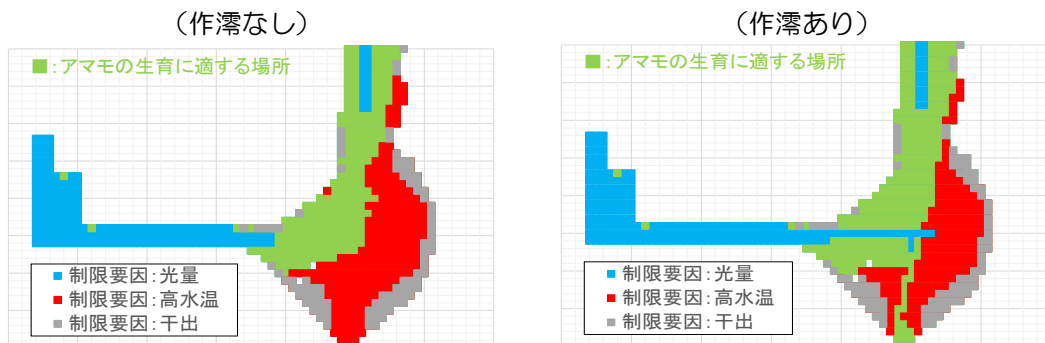 （作澪なし）
■:アマモの生育に適する場所
■ 制限要因:光量
■ 制限要因:高水温
■ 制限要因:干出
（作澪あり）
■:アマモの生育に適する場所
■ 制限要因:光量
■ 制限要因:高水温
■ 制限要因:干出